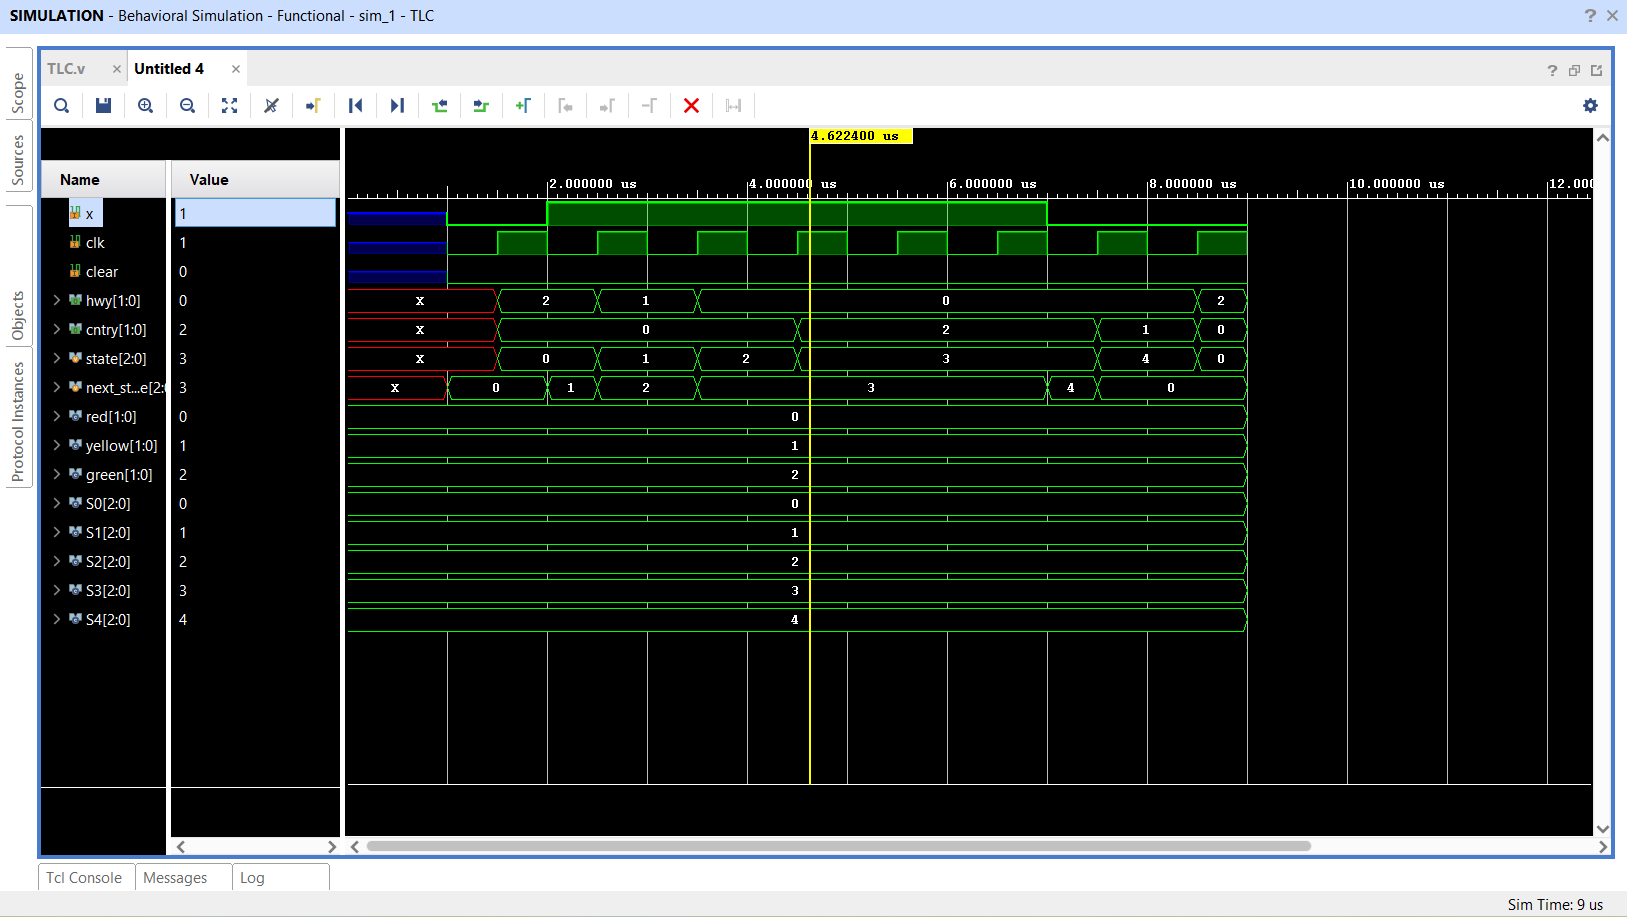 SIMULATION - Behavioral Simulation - Functional - sim_1 - TLC
Scope
Sources
Objects
Protocol Instances
TLC.v
Untitled 4
4.622400 us
Name Value
2.000000 us 4.000000 us 6.000000 us 8.000000 us 10.000000 us 12.00
x 1
clk 1
clear 0
hwy[1:0] 0 X 2 1 0 2
cntry[1:0] 2 X 0 2 1 0
state[2:0] 3 X 0 1 2 3 4 0
next_st...e[2: 3 X 0 1 2 3 4 0
red[1:0] 0 0
yellow[1:0] 1 1
green[1:0] 2 2
S0[2:0] 0 0
S1[2:0] 1 1
S2[2:0] 2 2
S3[2:0] 3 3
S4[2:0] 4 4
Tcl Console Messages Log
Sim Time: 9 us